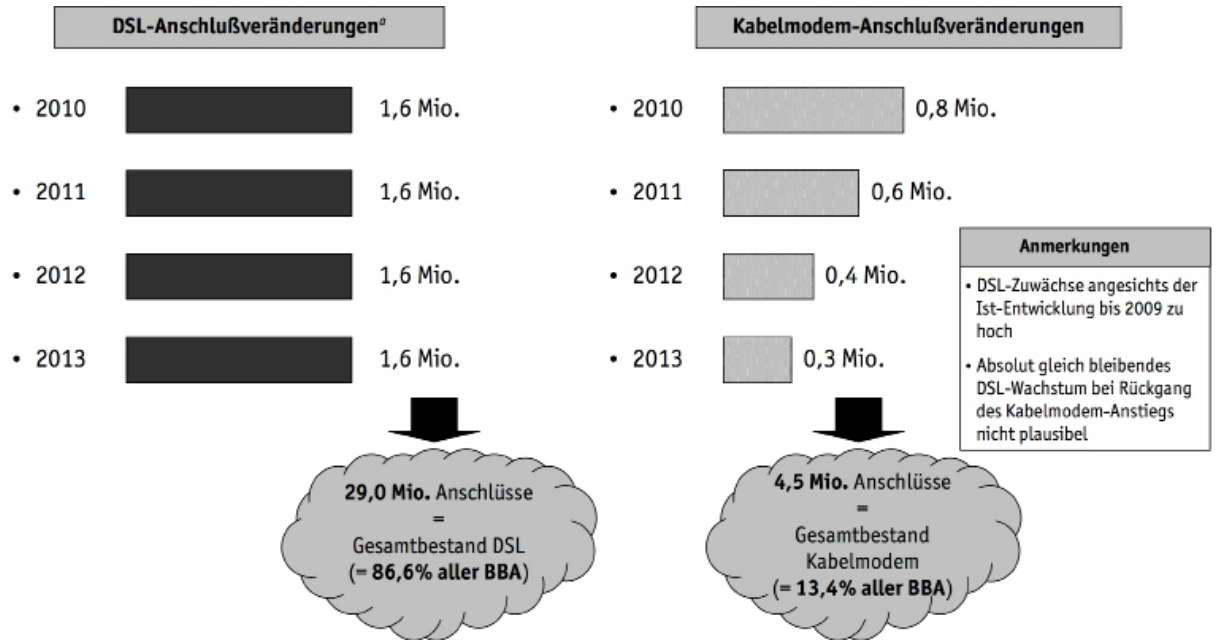 DSL-Anschlußveränderungenᵃ
• 2010 1,6 Mio.
• 2011 1,6 Mio.
• 2012 1,6 Mio.
• 2013 1,6 Mio.
29,0 Mio. Anschlüsse
=
Gesamtbestand DSL
(= 86,6% aller BBA)
Kabelmodem-Anschlußveränderungen
• 2010 0,8 Mio.
• 2011 0,6 Mio.
• 2012 0,4 Mio.
• 2013 0,3 Mio.
4,5 Mio. Anschlüsse
=
Gesamtbestand
Kabelmodem
(= 13,4% aller BBA)
Anmerkungen
• DSL-Zuwächse angesichts der
Ist-Entwicklung bis 2009 zu
hoch
• Absolut gleich bleibendes
DSL-Wachstum bei Rückgang
des Kabelmodem-Anstiegs
nicht plausibel